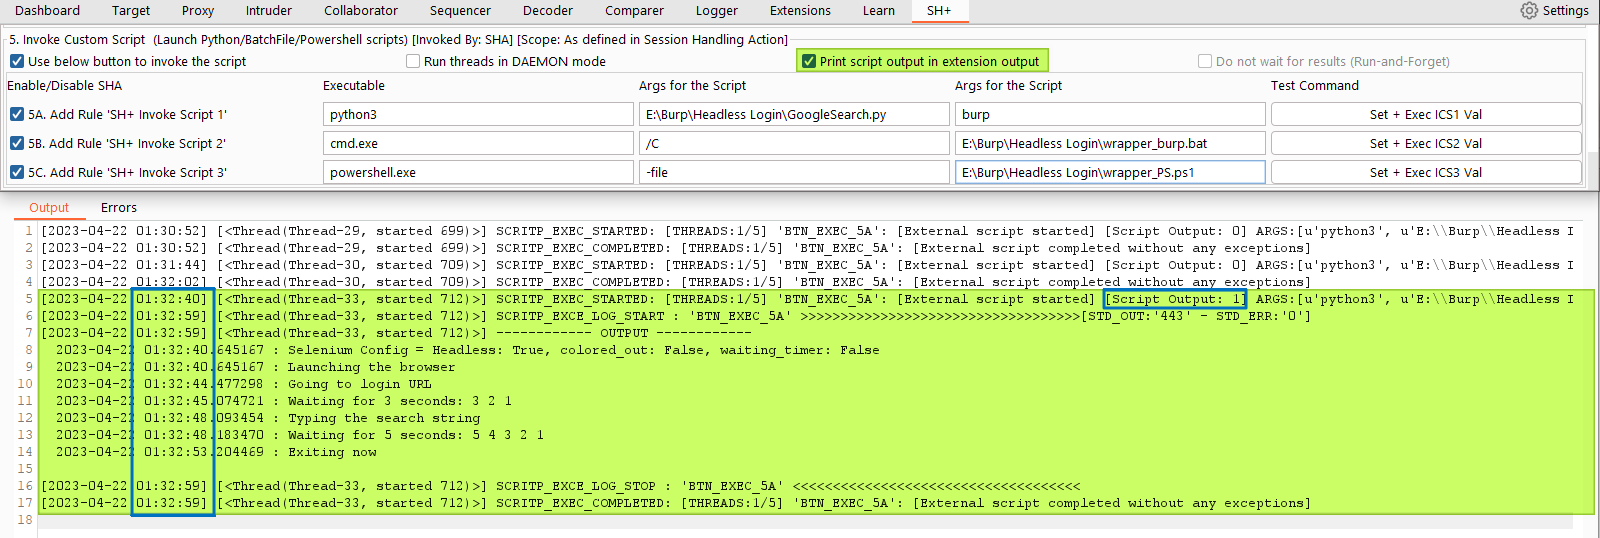 Dashboard Target Proxy Intruder Collaborator Sequencer Decoder Comparer Logger Extensions Learn SH+ Settings
5. Invoke Custom Script (Launch Python/BatchFile/Powershell scripts) [Invoked By: SHA] [Scope: As defined in Session Handling Action]
Use below button to invoke the script Run threads in DAEMON mode Print script output in extension output Do not wait for results (Run-and-Forget)
Enable/Disable SHA Executable Args for the Script Args for the Script Test Command
5A. Add Rule 'SH+ Invoke Script 1' python3 E:\Burp\Headless Login\GoogleSearch.py burp Set + Exec ICS1 Val
5B. Add Rule 'SH+ Invoke Script 2' cmd.exe /C E:\Burp\Headless Login\wrapper_burp.bat Set + Exec ICS2 Val
5C. Add Rule 'SH+ Invoke Script 3' powershell.exe -file E:\Burp\Headless Login\wrapper_PS.ps1 Set + Exec ICS3 Val
Output Errors
1 [2023-04-22 01:30:52] [<Thread(Thread-29, started 699)>] SCRITP_EXEC_STARTED: [THREADS:1/5] 'BTN_EXEC_5A': [External script started] [Script Output: 0] ARGS:[u'python3', u'E:\\Burp\\Headless I
2 [2023-04-22 01:30:52] [<Thread(Thread-29, started 699)>] SCRITP_EXEC_COMPLETED: [THREADS:1/5] 'BTN_EXEC_5A': [External script completed without any exceptions]
3 [2023-04-22 01:31:44] [<Thread(Thread-30, started 709)>] SCRITP_EXEC_STARTED: [THREADS:1/5] 'BTN_EXEC_5A': [External script started] [Script Output: 0] ARGS:[u'python3', u'E:\\Burp\\Headless I
4 [2023-04-22 01:32:02] [<Thread(Thread-30, started 709)>] SCRITP_EXEC_COMPLETED: [THREADS:1/5] 'BTN_EXEC_5A': [External script completed without any exceptions]
5 [2023-04-22 01:32:40] [<Thread(Thread-33, started 712)>] SCRITP_EXEC_STARTED: [THREADS:1/5] 'BTN_EXEC_5A': [External script started] [Script Output: 1] ARGS:[u'python3', u'E:\\Burp\\Headless I
6 [2023-04-22 01:32:59] [<Thread(Thread-33, started 712)>] SCRITP_EXCE_LOG_START : 'BTN_EXEC_5A' >>>>>>>>>>>>>>>>>>>>>>>>>>>>>>>>>>>[STD_OUT:'443' - STD_ERR:'0']
7 [2023-04-22 01:32:59] [<Thread(Thread-33, started 712)>] ------------ OUTPUT ------------
8 2023-04-22 01:32:40.645167 : Selenium Config = Headless: True, colored_out: False, waiting_timer: False
9 2023-04-22 01:32:40.645167 : Launching the browser
10 2023-04-22 01:32:44.477298 : Going to login URL
11 2023-04-22 01:32:45.074721 : Waiting for 3 seconds: 3 2 1
12 2023-04-22 01:32:48.093454 : Typing the search string
13 2023-04-22 01:32:48.183470 : Waiting for 5 seconds: 5 4 3 2 1
14 2023-04-22 01:32:53.204469 : Exiting now
15
16 [2023-04-22 01:32:59] [<Thread(Thread-33, started 712)>] SCRITP_EXCE_LOG_STOP : 'BTN_EXEC_5A' <<<<<<<<<<<<<<<<<<<<<<<<<<<<<<<<<<<<
17 [2023-04-22 01:32:59] [<Thread(Thread-33, started 712)>] SCRITP_EXEC_COMPLETED: [THREADS:1/5] 'BTN_EXEC_5A': [External script completed without any exceptions]
18